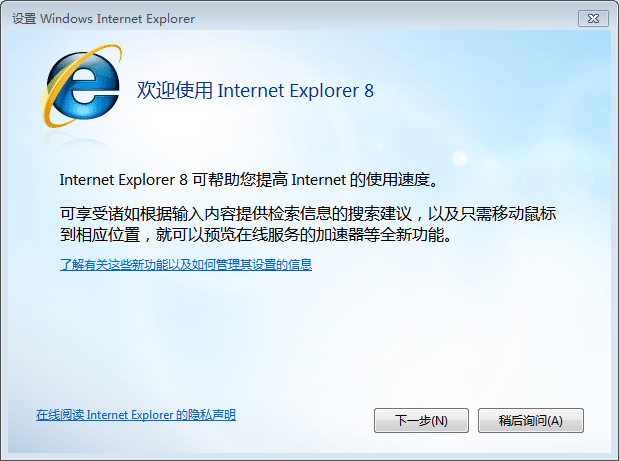 设置 Windows Internet Explorer
欢迎使用 Internet Explorer 8
Internet Explorer 8 可帮助您提高 Internet 的使用速度。
可享受诸如根据输入内容提供检索信息的搜索建议，以及只需移动鼠标
到相应位置，就可以预览在线服务的加速器等全新功能。
了解有关这些新功能以及如何管理其设置的信息
在线阅读 Internet Explorer 的隐私声明
下一步(N)
稍后询问(A)